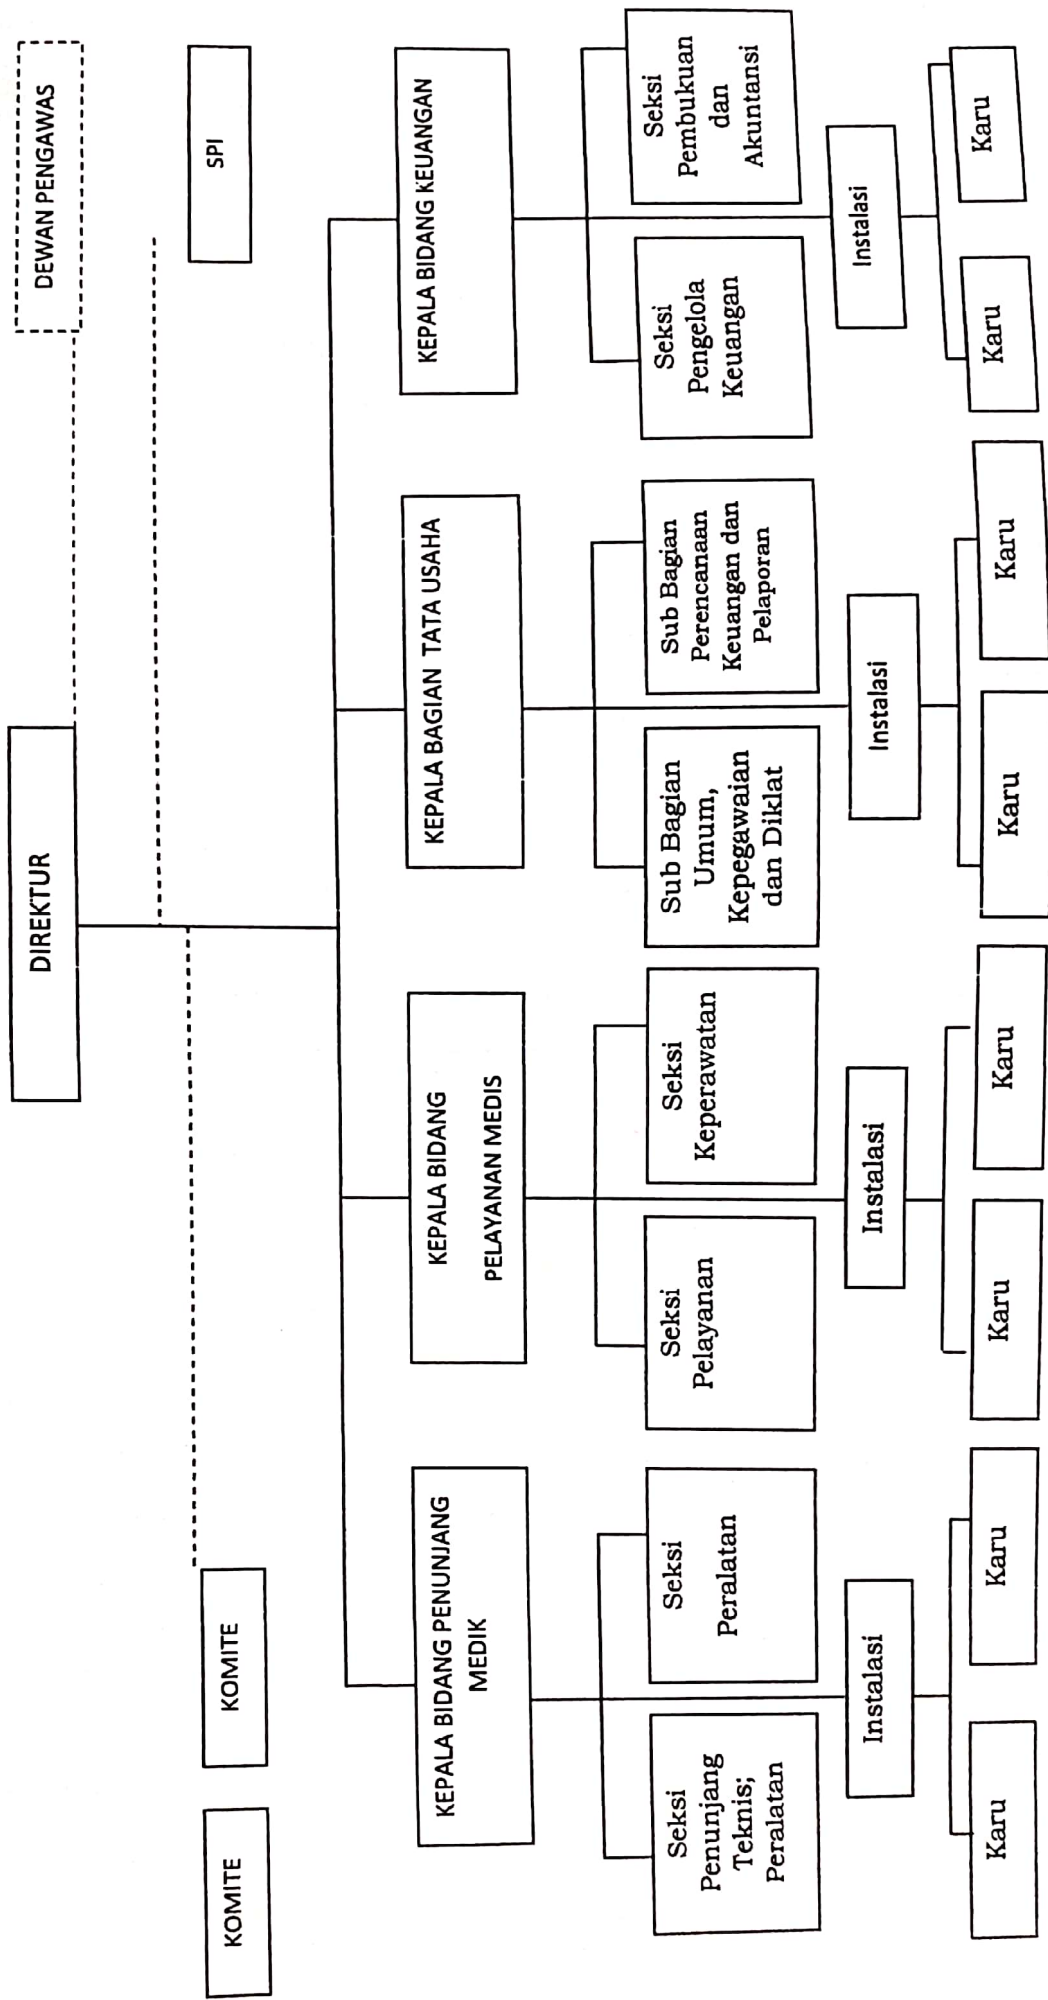 DIREKTUR
DEWAN PENGAWAS
KOMITE
KOMITE
SPI
KEPALA BIDANG PENUNJANG
MEDIK
KEPALA BIDANG
PELAYANAN MEDIS
KEPALA BAGIAN TATA USAHA
KEPALA BIDANG KEUANGAN
Seksi
Penunjang
Teknis;
Peralatan
Seksi
Peralatan
Seksi
Pelayanan
Seksi
Keperawatan
Sub Bagian
Umum,
Kepegawaian
dan Diklat
Sub Bagian
Perencanaan
Keuangan dan
Pelaporan
Seksi
Pengelola
Keuangan
Seksi
Pembukuan
dan
Akuntansi
Instalasi
Instalasi
Instalasi
Instalasi
Karu
Karu
Karu
Karu
Karu
Karu
Karu
Karu